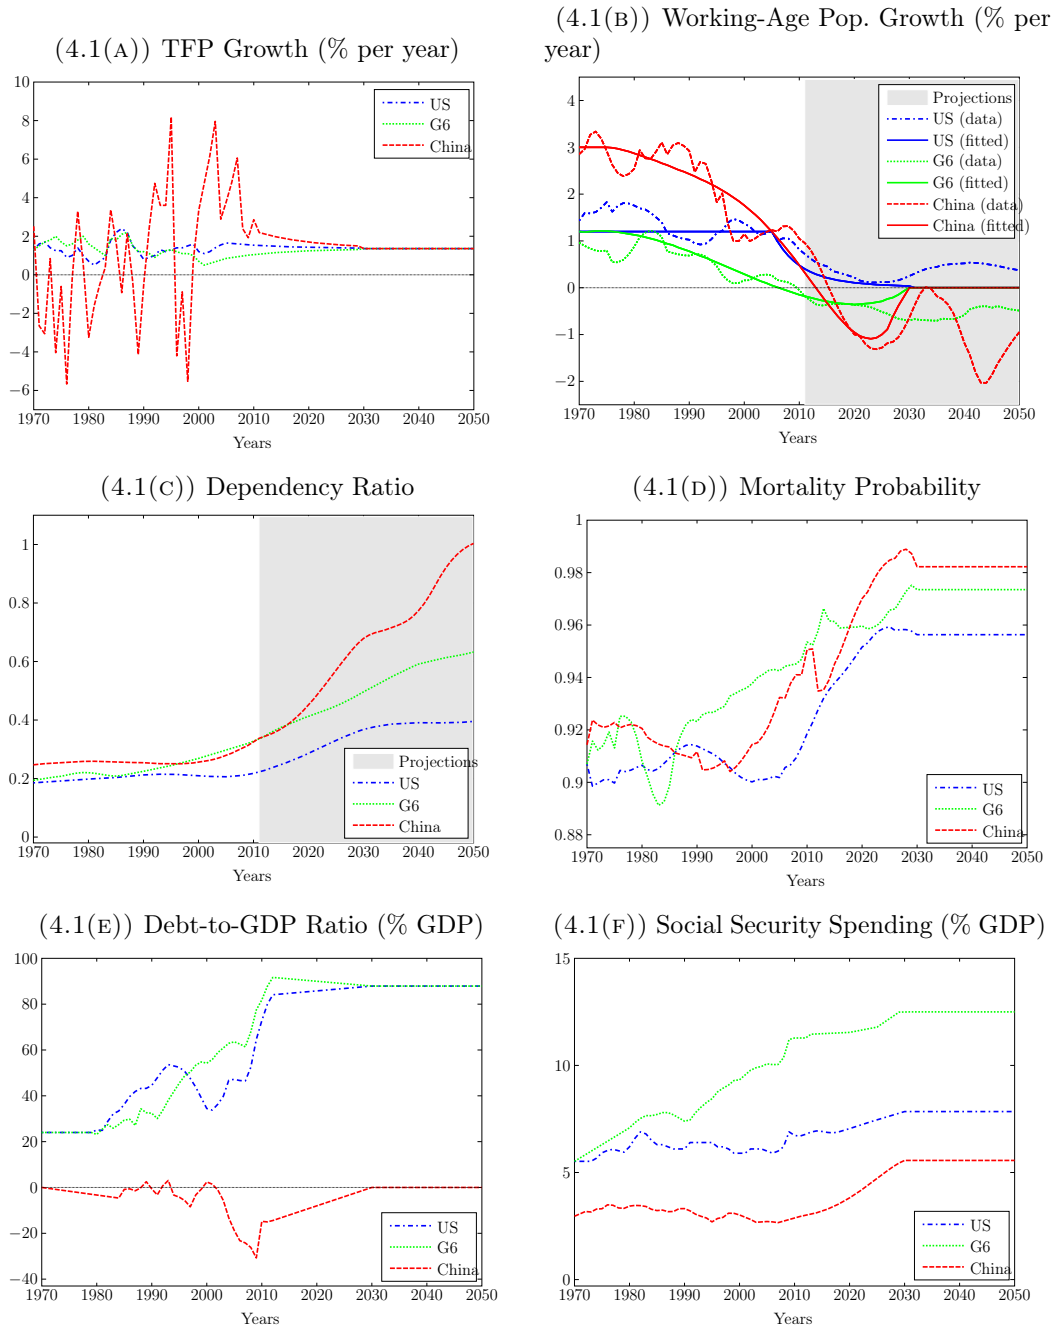 (4.1(A)) TFP Growth (% per year)
10
8
6
4
2
0
−2
−4
−6
1970 1980 1990 2000 2010 2020 2030 2040 2050
Years
US
G6
China
(4.1(B)) Working-Age Pop. Growth (% per
year)
4
3
2
1
0
−1
−2
1970 1980 1990 2000 2010 2020 2030 2040 2050
Years
Projections
US (data)
US (fitted)
G6 (data)
G6 (fitted)
China (data)
China (fitted)
(4.1(C)) Dependency Ratio
1
0.8
0.6
0.4
0.2
0
1970 1980 1990 2000 2010 2020 2030 2040 2050
Years
Projections
US
G6
China
(4.1(D)) Mortality Probability
1
0.98
0.96
0.94
0.92
0.9
0.88
1970 1980 1990 2000 2010 2020 2030 2040 2050
Years
US
G6
China
(4.1(E)) Debt-to-GDP Ratio (% GDP)
100
80
60
40
20
0
−20
−40
1970 1980 1990 2000 2010 2020 2030 2040 2050
Years
US
G6
China
(4.1(F)) Social Security Spending (% GDP)
15
10
5
0
1970 1980 1990 2000 2010 2020 2030 2040 2050
Years
US
G6
China